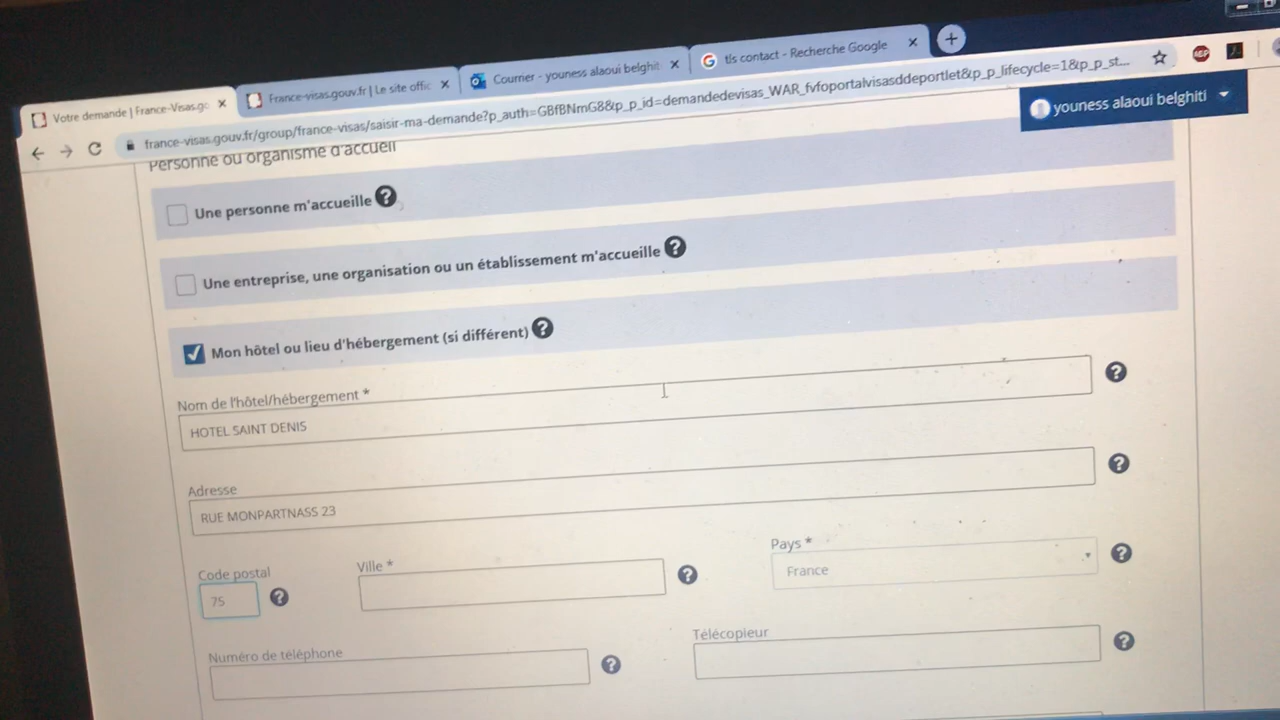 Votre demande | France-Visas.go
France-visas.gouv.fr | Le site offic
Courrier - youness alaoui belghiti
tls contact - Recherche Google
france-visas.gouv.fr/group/france-visas/saisir-ma-demande?p_auth=GBfBNmG8&p_p_id=demandedevisas_WAR_fvfoportalvisasddeportlet&p_p_lifecycle=1&p_p_st...
ABP
youness alaoui belghiti
Personne ou organisme d'accueil
Une personne m'accueille ?
Une entreprise, une organisation ou un établissement m'accueille ?
Mon hôtel ou lieu d'hébergement (si différent) ?
Nom de l'hôtel/hébergement *
HOTEL SAINT DENIS ?
Adresse
RUE MONPARTNASS 23 ?
Code postal Ville * Pays *
75 ? ? France ?
Numéro de téléphone Télécopieur
? ?